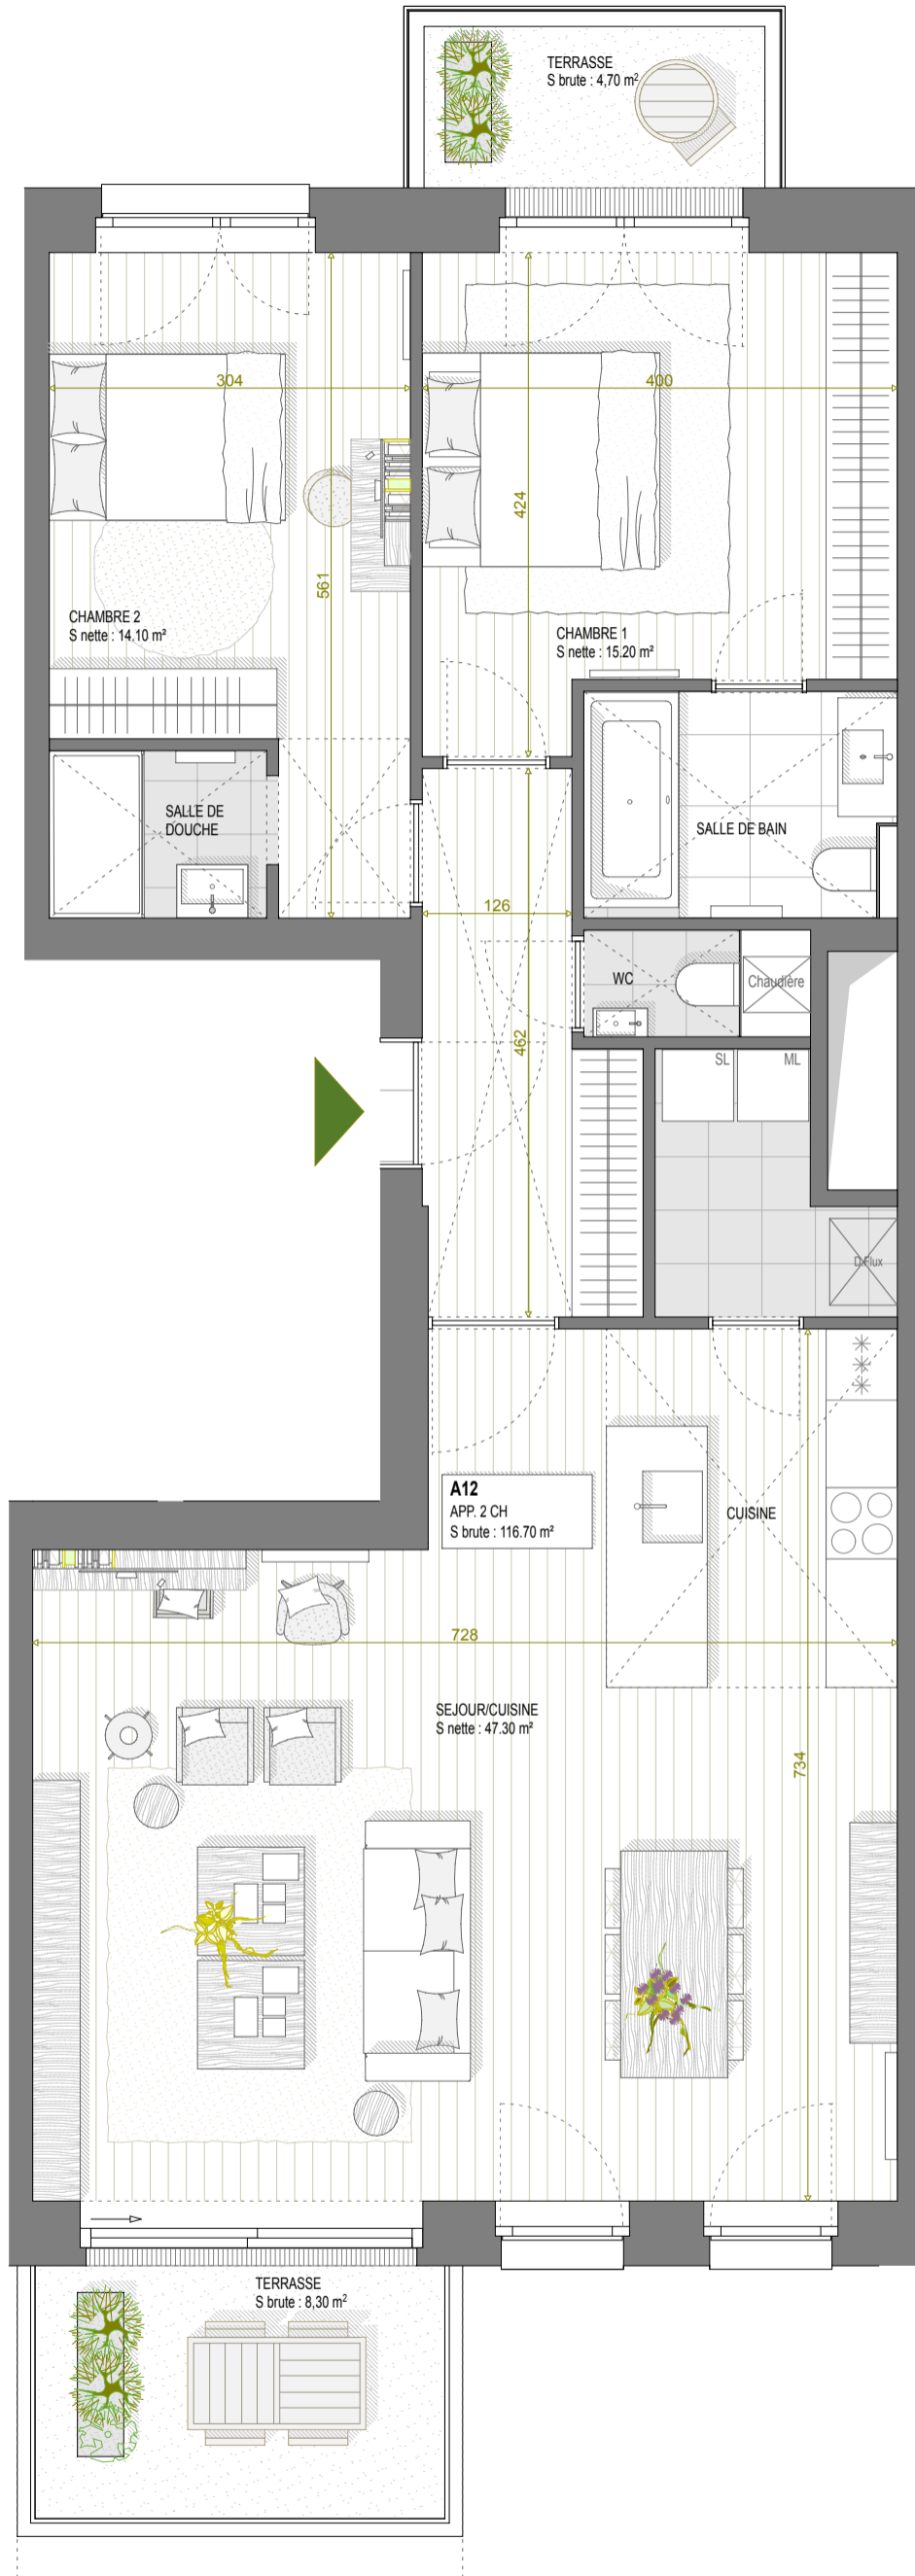 TERRASSE
S brute : 4,70 m²
304
400
424
561
CHAMBRE 2
S nette : 14.10 m²
CHAMBRE 1
S nette : 15.20 m²
SALLE DE
DOUCHE
SALLE DE BAIN
126
WC
Chaudière
462
SL
ML
D.Flux
A12
APP. 2 CH
S brute : 116.70 m²
CUISINE
728
SEJOUR/CUISINE
S nette : 47.30 m²
734
TERRASSE
S brute : 8,30 m²